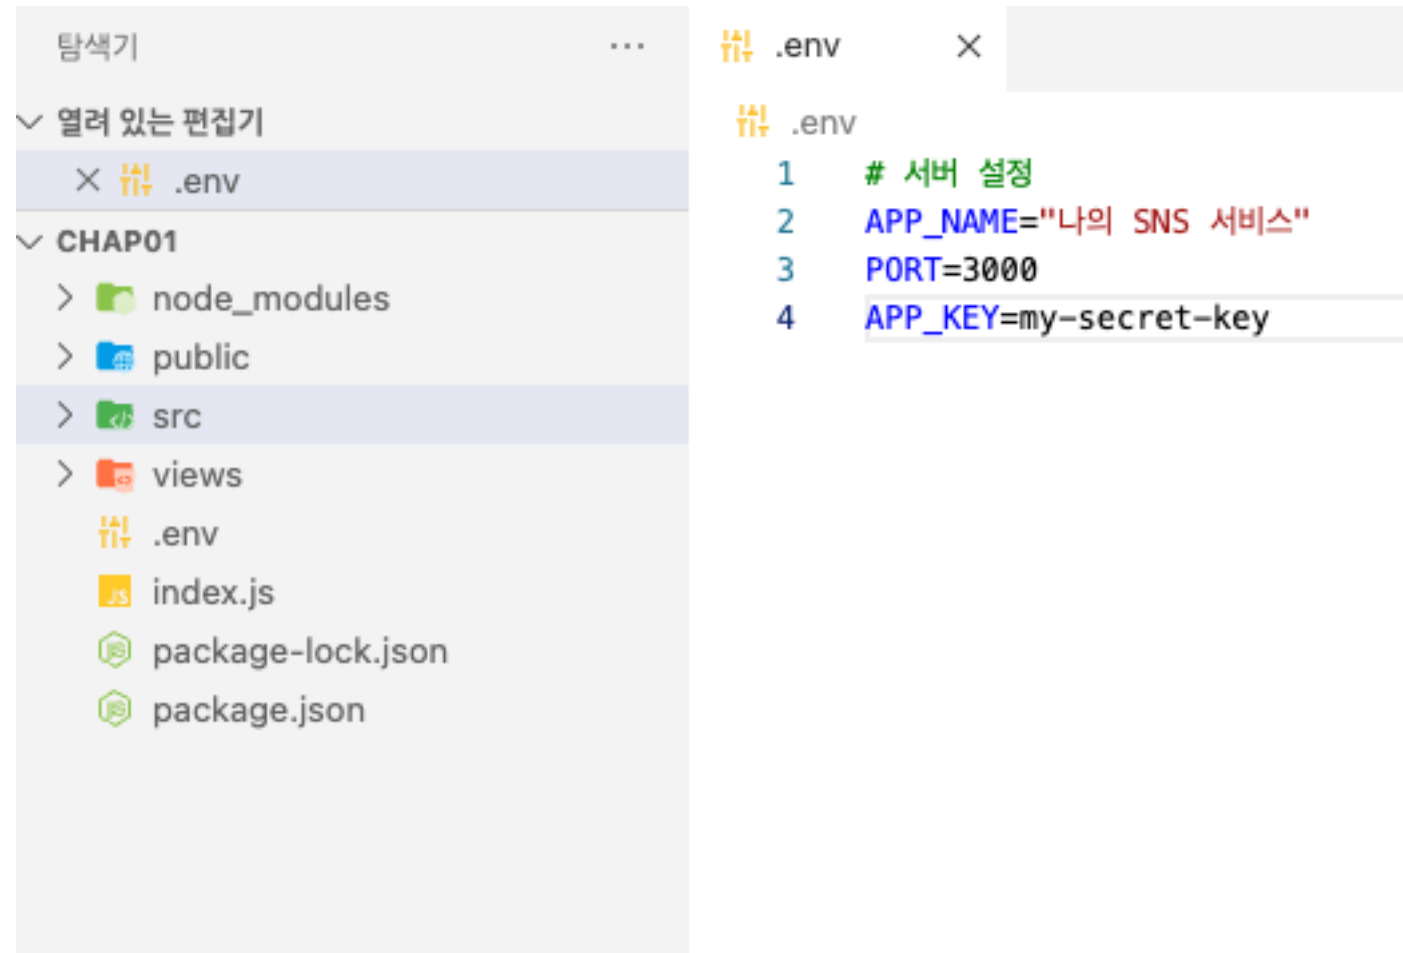 탐색기 ...
열려 있는 편집기
.env
CHAP01
node_modules
public
src
views
.env
index.js
package-lock.json
package.json
.env
.env
1 # 서버 설정
2 APP_NAME="나의 SNS 서비스"
3 PORT=3000
4 APP_KEY=my-secret-key